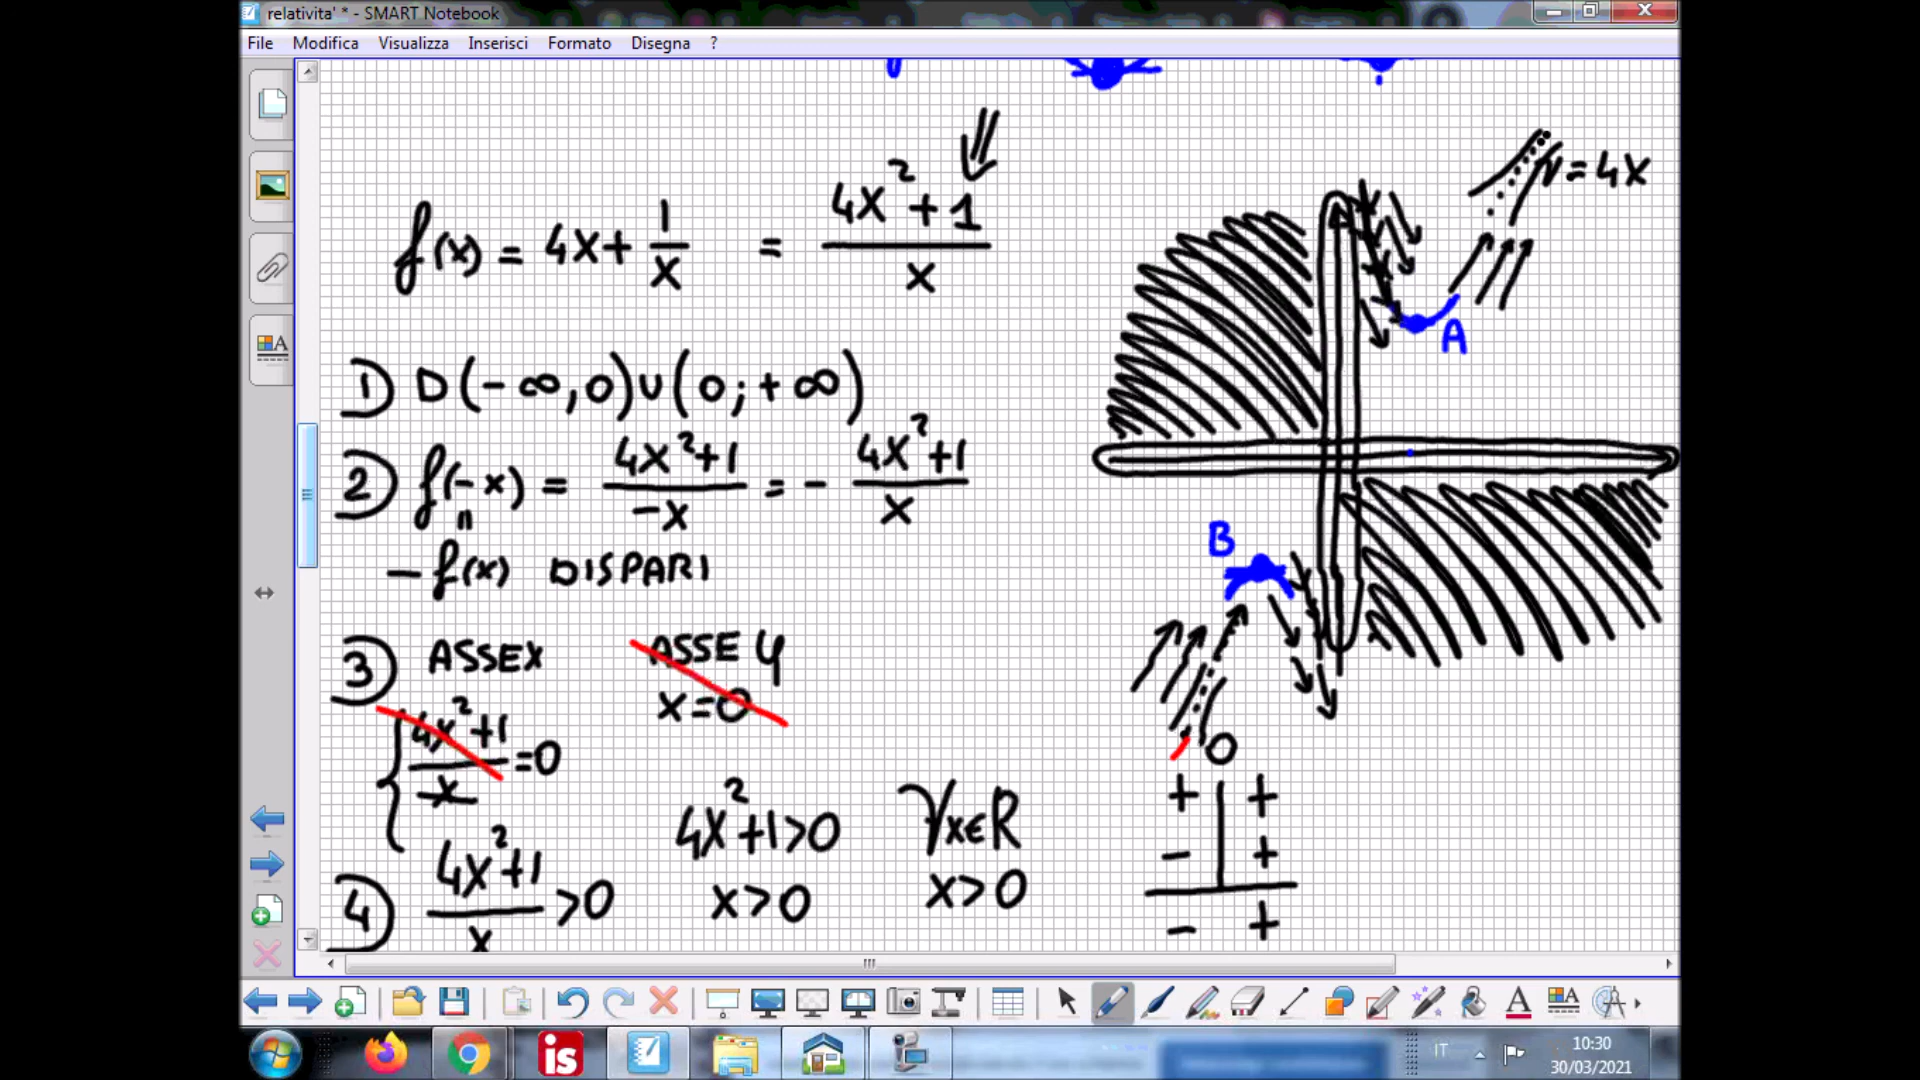 relativita' * - SMART Notebook
File Modifica Visualizza Inserisci Formato Disegna ?
f(x) = 4x + 1/x = (4x² + 1)/x
y = 4x
A
1) D(-∞,0)∪(0;+∞)
2) f(-x) = (4x²+1)/-x = - (4x²+1)/x
"
- f(x) DISPARI
B
3) ASSE X ASSE Y
x=0
{ (4x²+1)/x = 0
4x²+1>0 ∀x∈R
4) (4x²+1)/x >0 x>0 x>0
0
+ +
- +
- +
IT
10:30
30/03/2021